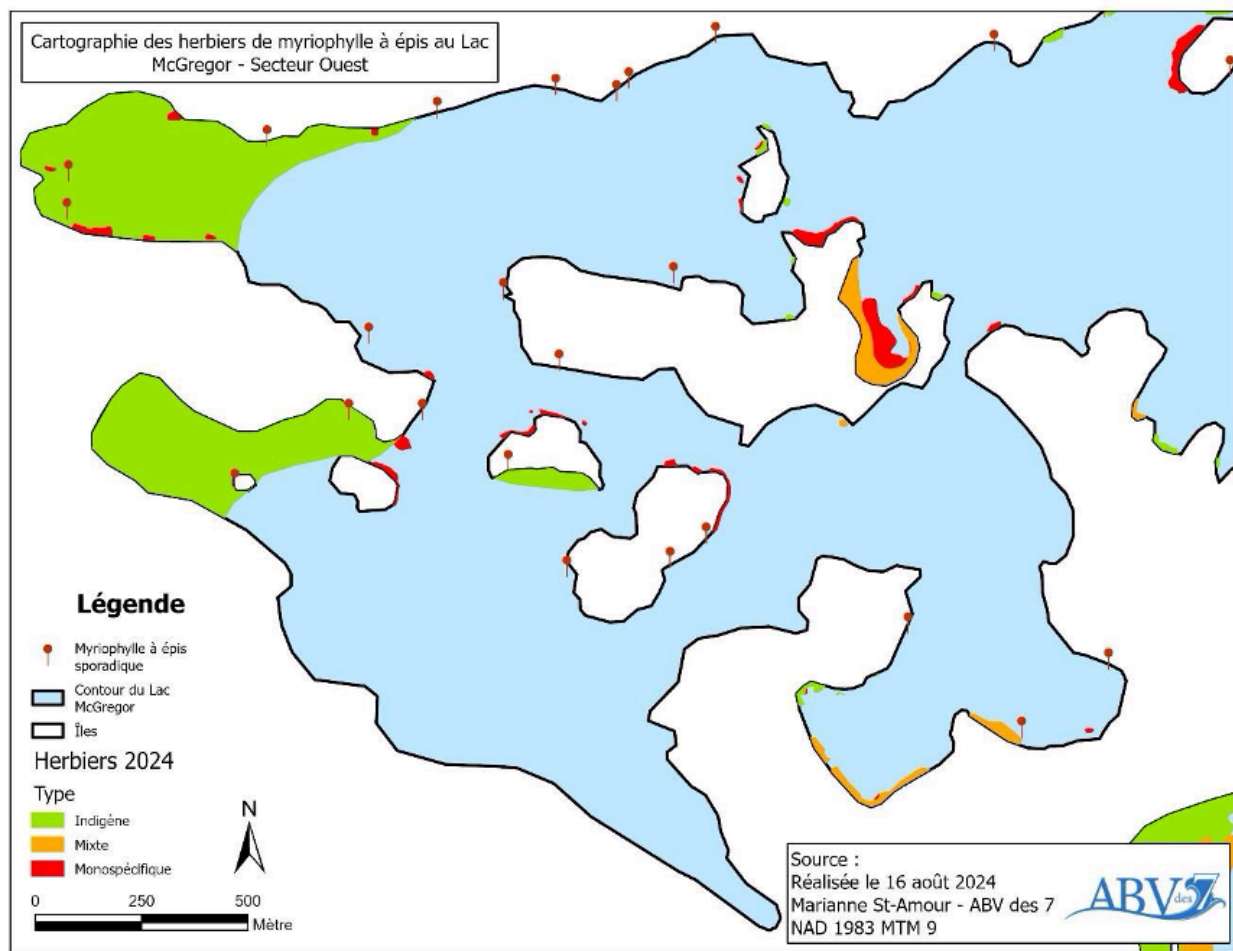 Cartographie des herbiers de myriophylle à épis au Lac
McGregor - Secteur Ouest
Légende
Myriophylle à épis
sporadique
Contour du Lac
McGregor
Îles
Herbiers 2024
Type
Indigène
Mixte
Monospécifique
N
0 250 500
Mètre
Source :
Réalisée le 16 août 2024
Marianne St-Amour - ABV des 7
NAD 1983 MTM 9
ABV des 7